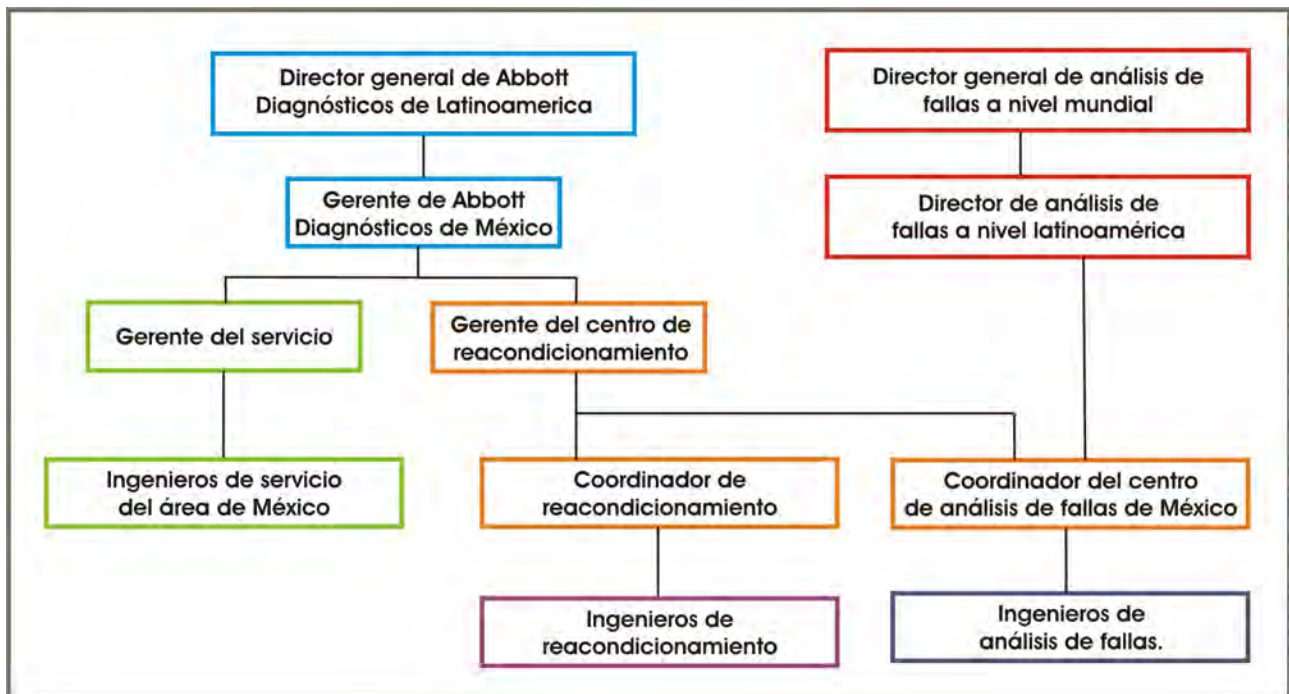 Director general de Abbott
Diagnósticos de Latinoamerica
Director general de análisis de
fallas a nivel mundial
Gerente de Abbott
Diagnósticos de México
Director de análisis de
fallas a nivel latinoamérica
Gerente del servicio
Gerente del centro de
reacondicionamiento
Ingenieros de servicio
del área de México
Coordinador de
reacondicionamiento
Coordinador del centro
de análisis de fallas de México
Ingenieros de
reacondicionamiento
Ingenieros de
análisis de fallas.